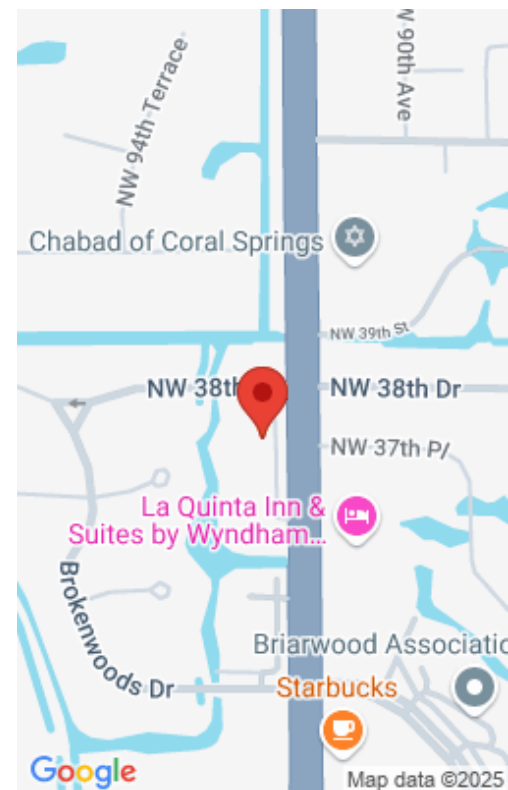 NW 94th Terrace
W 90th Ave
Chabad of Coral Springs
NW 39th St
NW 38th
NW 38th Dr
NW 37th Pl
La Quinta Inn &
Suites by Wyndham...
Brokenwoods Dr
Briarwood Associatio
Starbucks
Google
Map data ©2025